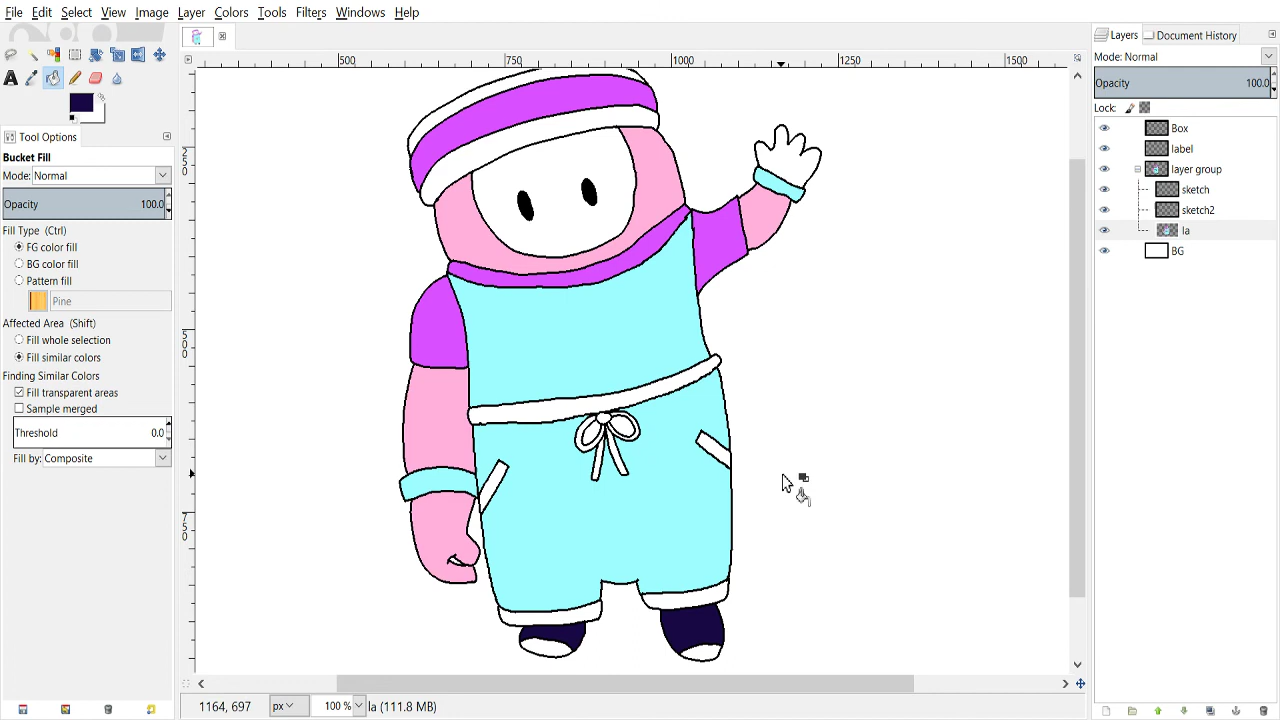 File Edit Select View Image Layer Colors Tools Filters Windows Help
Layers Document History
Mode: Normal
Opacity 100.0
Lock:
Box
label
layer group
sketch
sketch2
la
BG
Tool Options
Bucket Fill
Mode: Normal
Opacity 100.0
Fill Type (Ctrl)
FG color fill
BG color fill
Pattern fill
Pine
Affected Area (Shift)
Fill whole selection
Fill similar colors
Finding Similar Colors
Fill transparent areas
Sample merged
Threshold 0.0
Fill by: Composite
500 750 1000 1250 1500
250
500
750
1164, 697 px 100 % la (111.8 MB)